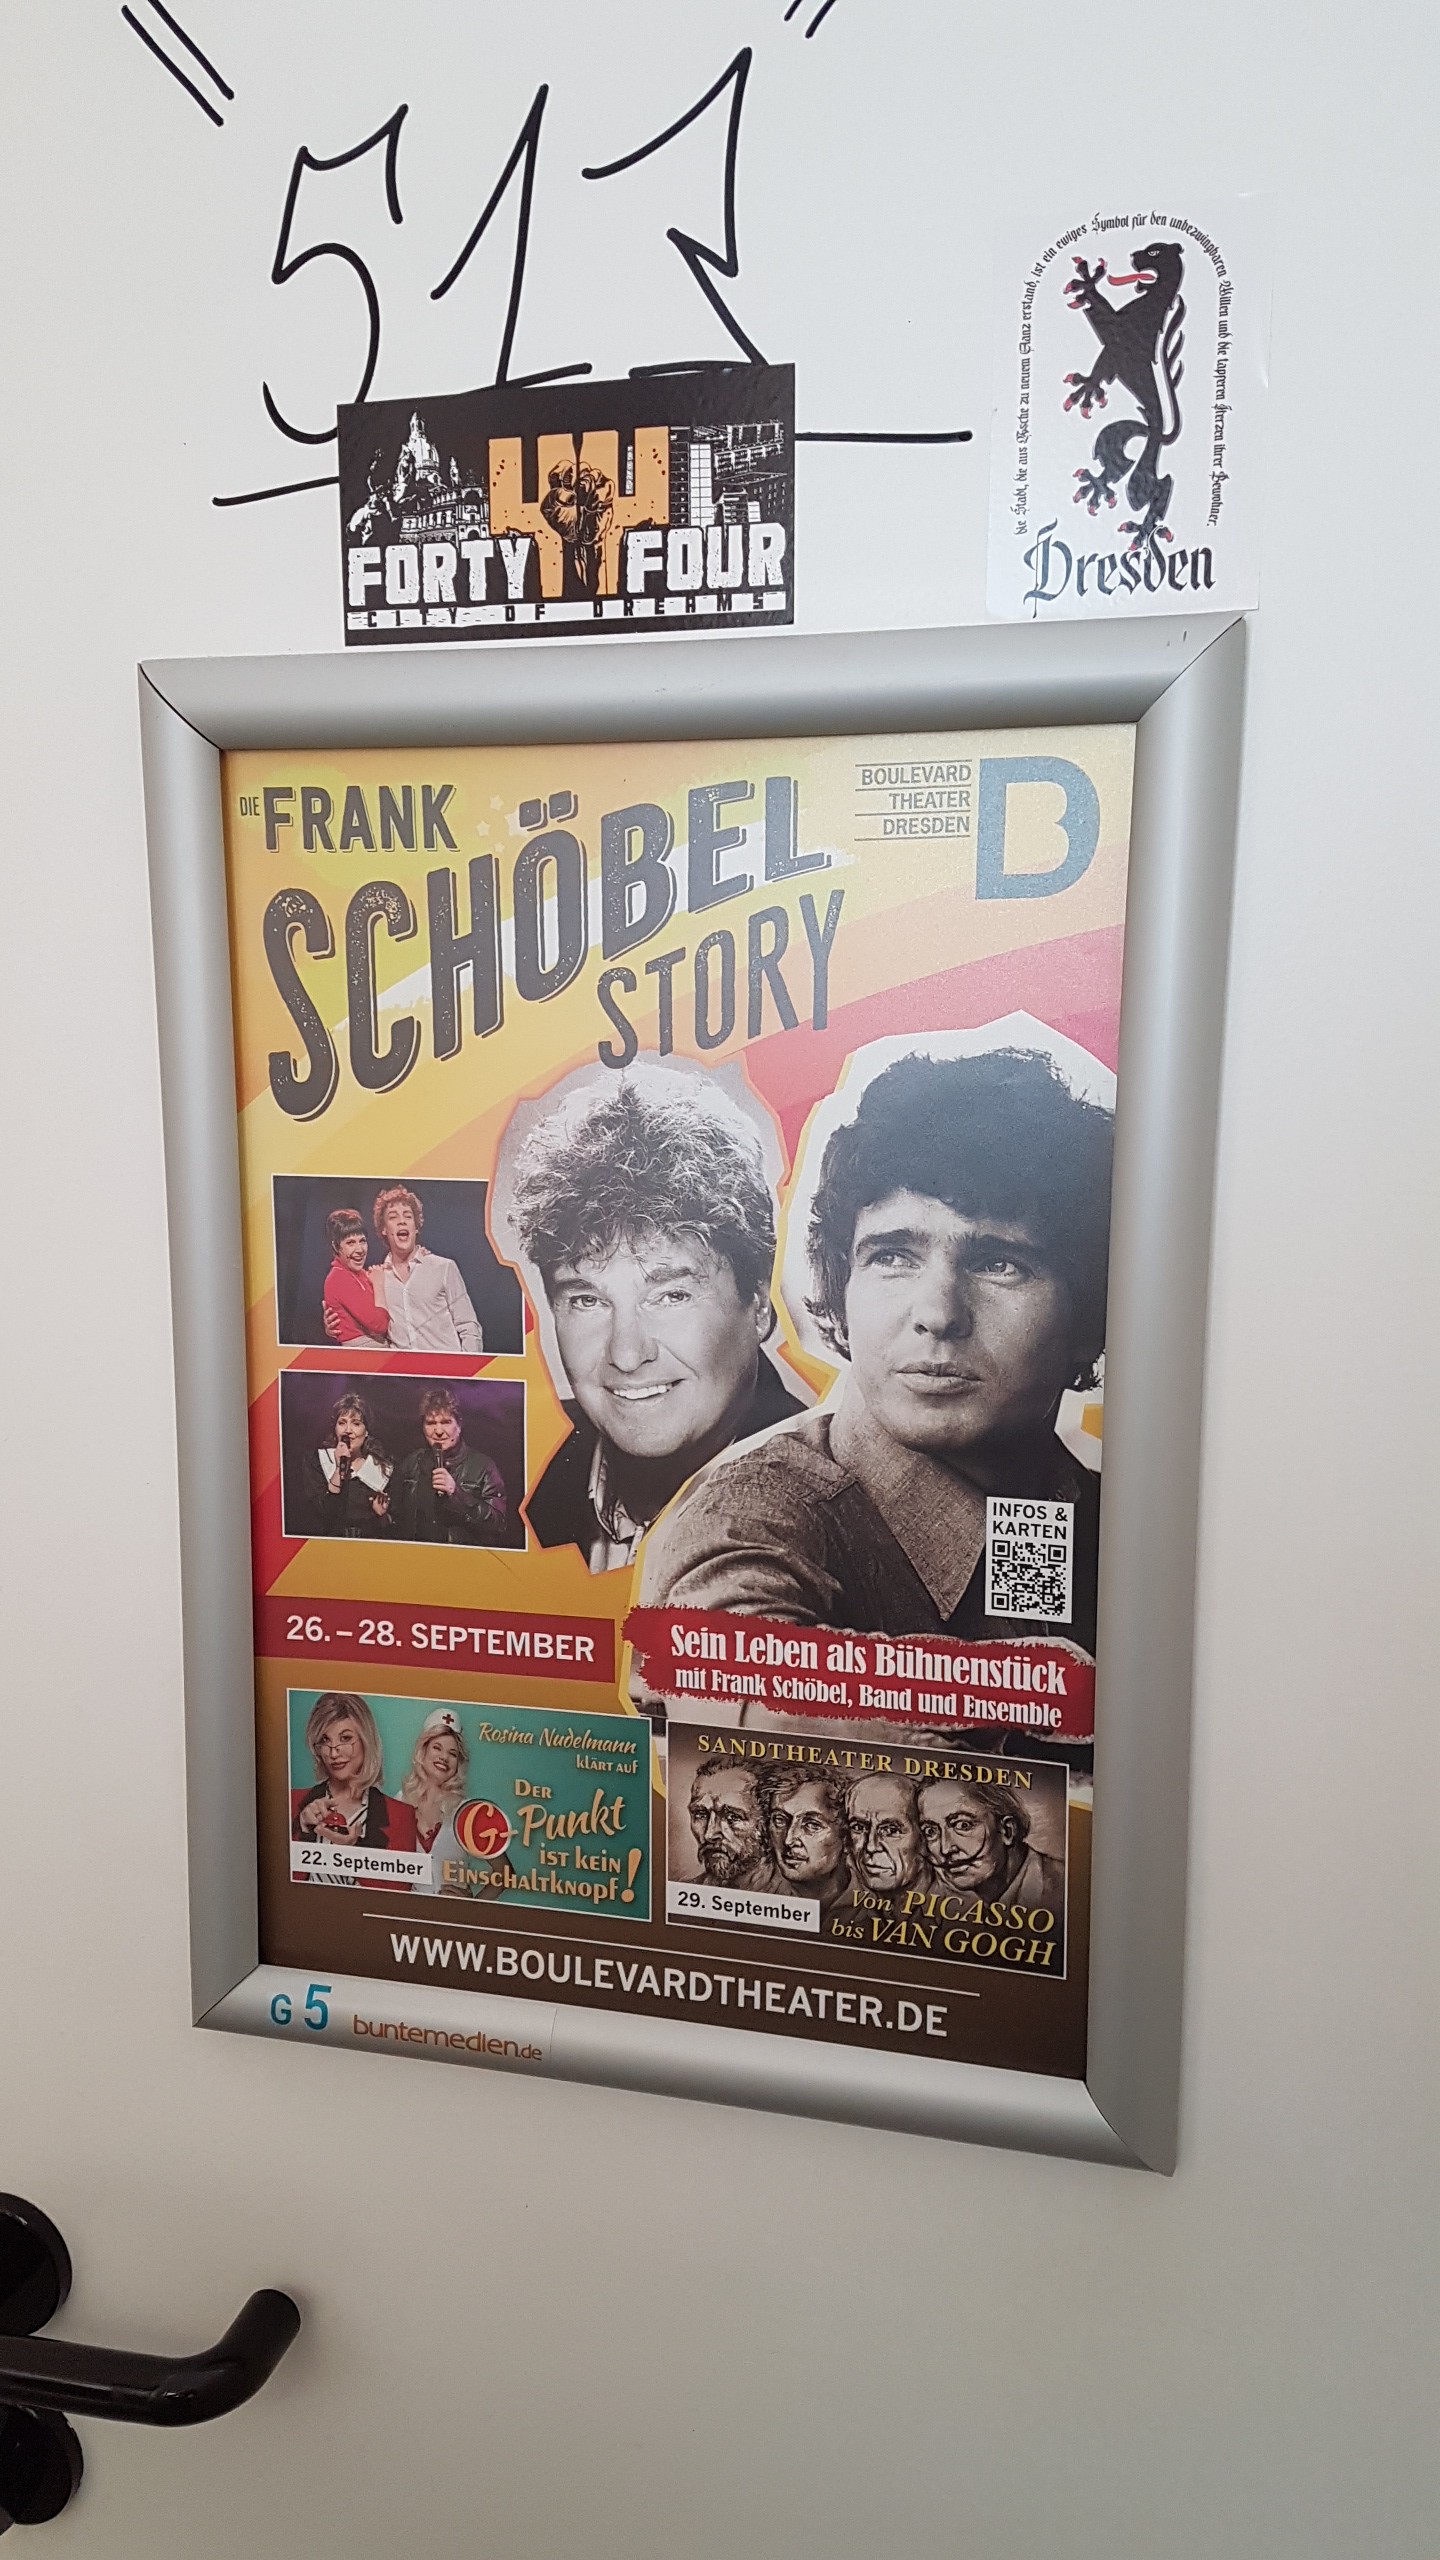 511
FORTY FOUR
CITY OF DREAMS
die Stadt, die aus Asche zu neuem Glanz erstand, ist ein ewiges Symbol für den unbezwingbaren Willen und die tapferen Herzen ihrer Bewohner.
Dresden
DIE FRANK
SCHÖBEL
STORY
BOULEVARD
THEATER
DRESDEN
B
INFOS &
KARTEN
26. – 28. SEPTEMBER
Sein Leben als Bühnenstück
mit Frank Schöbel, Band und Ensemble
Rosina Nudelmann
KLÄRT AUF
DER
G-Punkt
IST KEIN
EINSCHALTKNOPF!
22. September
SANDTHEATER DRESDEN
29. September
Von PICASSO
bis VAN GOGH
WWW.BOULEVARDTHEATER.DE
G 5 buntemedien.de